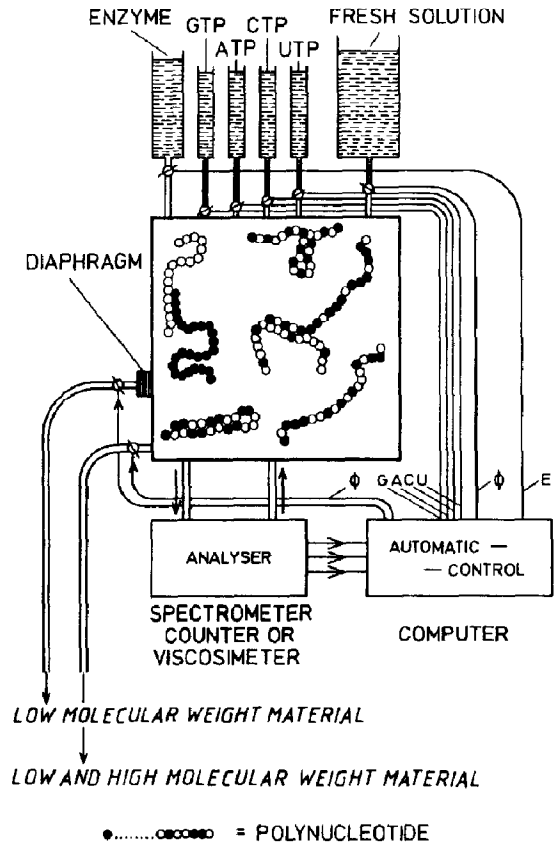 ENZYME
GTP CTP
ATP UTP
FRESH SOLUTION
DIAPHRAGM
ϕ GACU ϕ E
ANALYSER
AUTOMATIC —
— CONTROL
SPECTROMETER
COUNTER OR
VISCOSIMETER
COMPUTER
LOW MOLECULAR WEIGHT MATERIAL
LOW AND HIGH MOLECULAR WEIGHT MATERIAL
= POLYNUCLEOTIDE